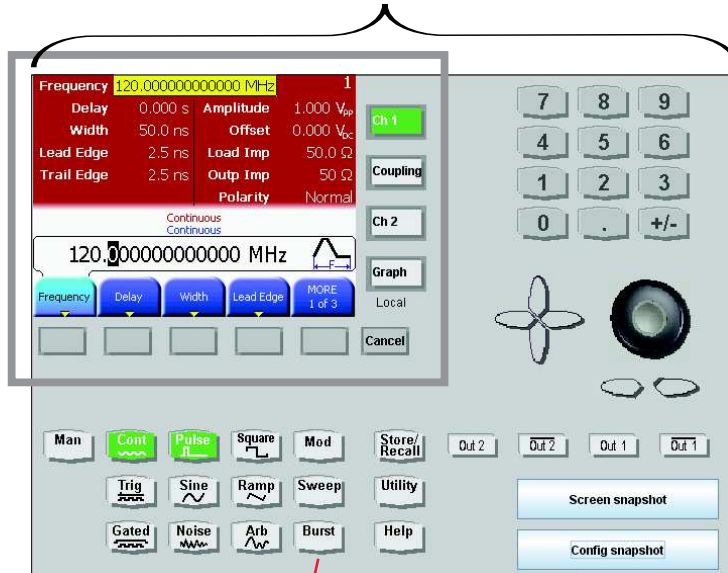 Frequency 120.000000000000 MHz 1
Delay 0.000 s Amplitude 1.000 Vpp
Width 50.0 ns Offset 0.000 VDC
Lead Edge 2.5 ns Load Imp 50.0 Ω
Trail Edge 2.5 ns Outp Imp 50 Ω
Polarity Normal
Continuous
Continuous
120.000000000000 MHz F
Frequency Delay Width Lead Edge MORE
1 of 3
Ch 1
Coupling
Ch 2
Graph
Local
Cancel
7 8 9
4 5 6
1 2 3
0 . +/-
Man Cont Pulse Square Mod Store/
Recall
Out 2 Out 2 Out 1 Out 1
Trig Sine Ramp Sweep Utility
Gated Noise Arb Burst Help
Screen snapshot
Config snapshot